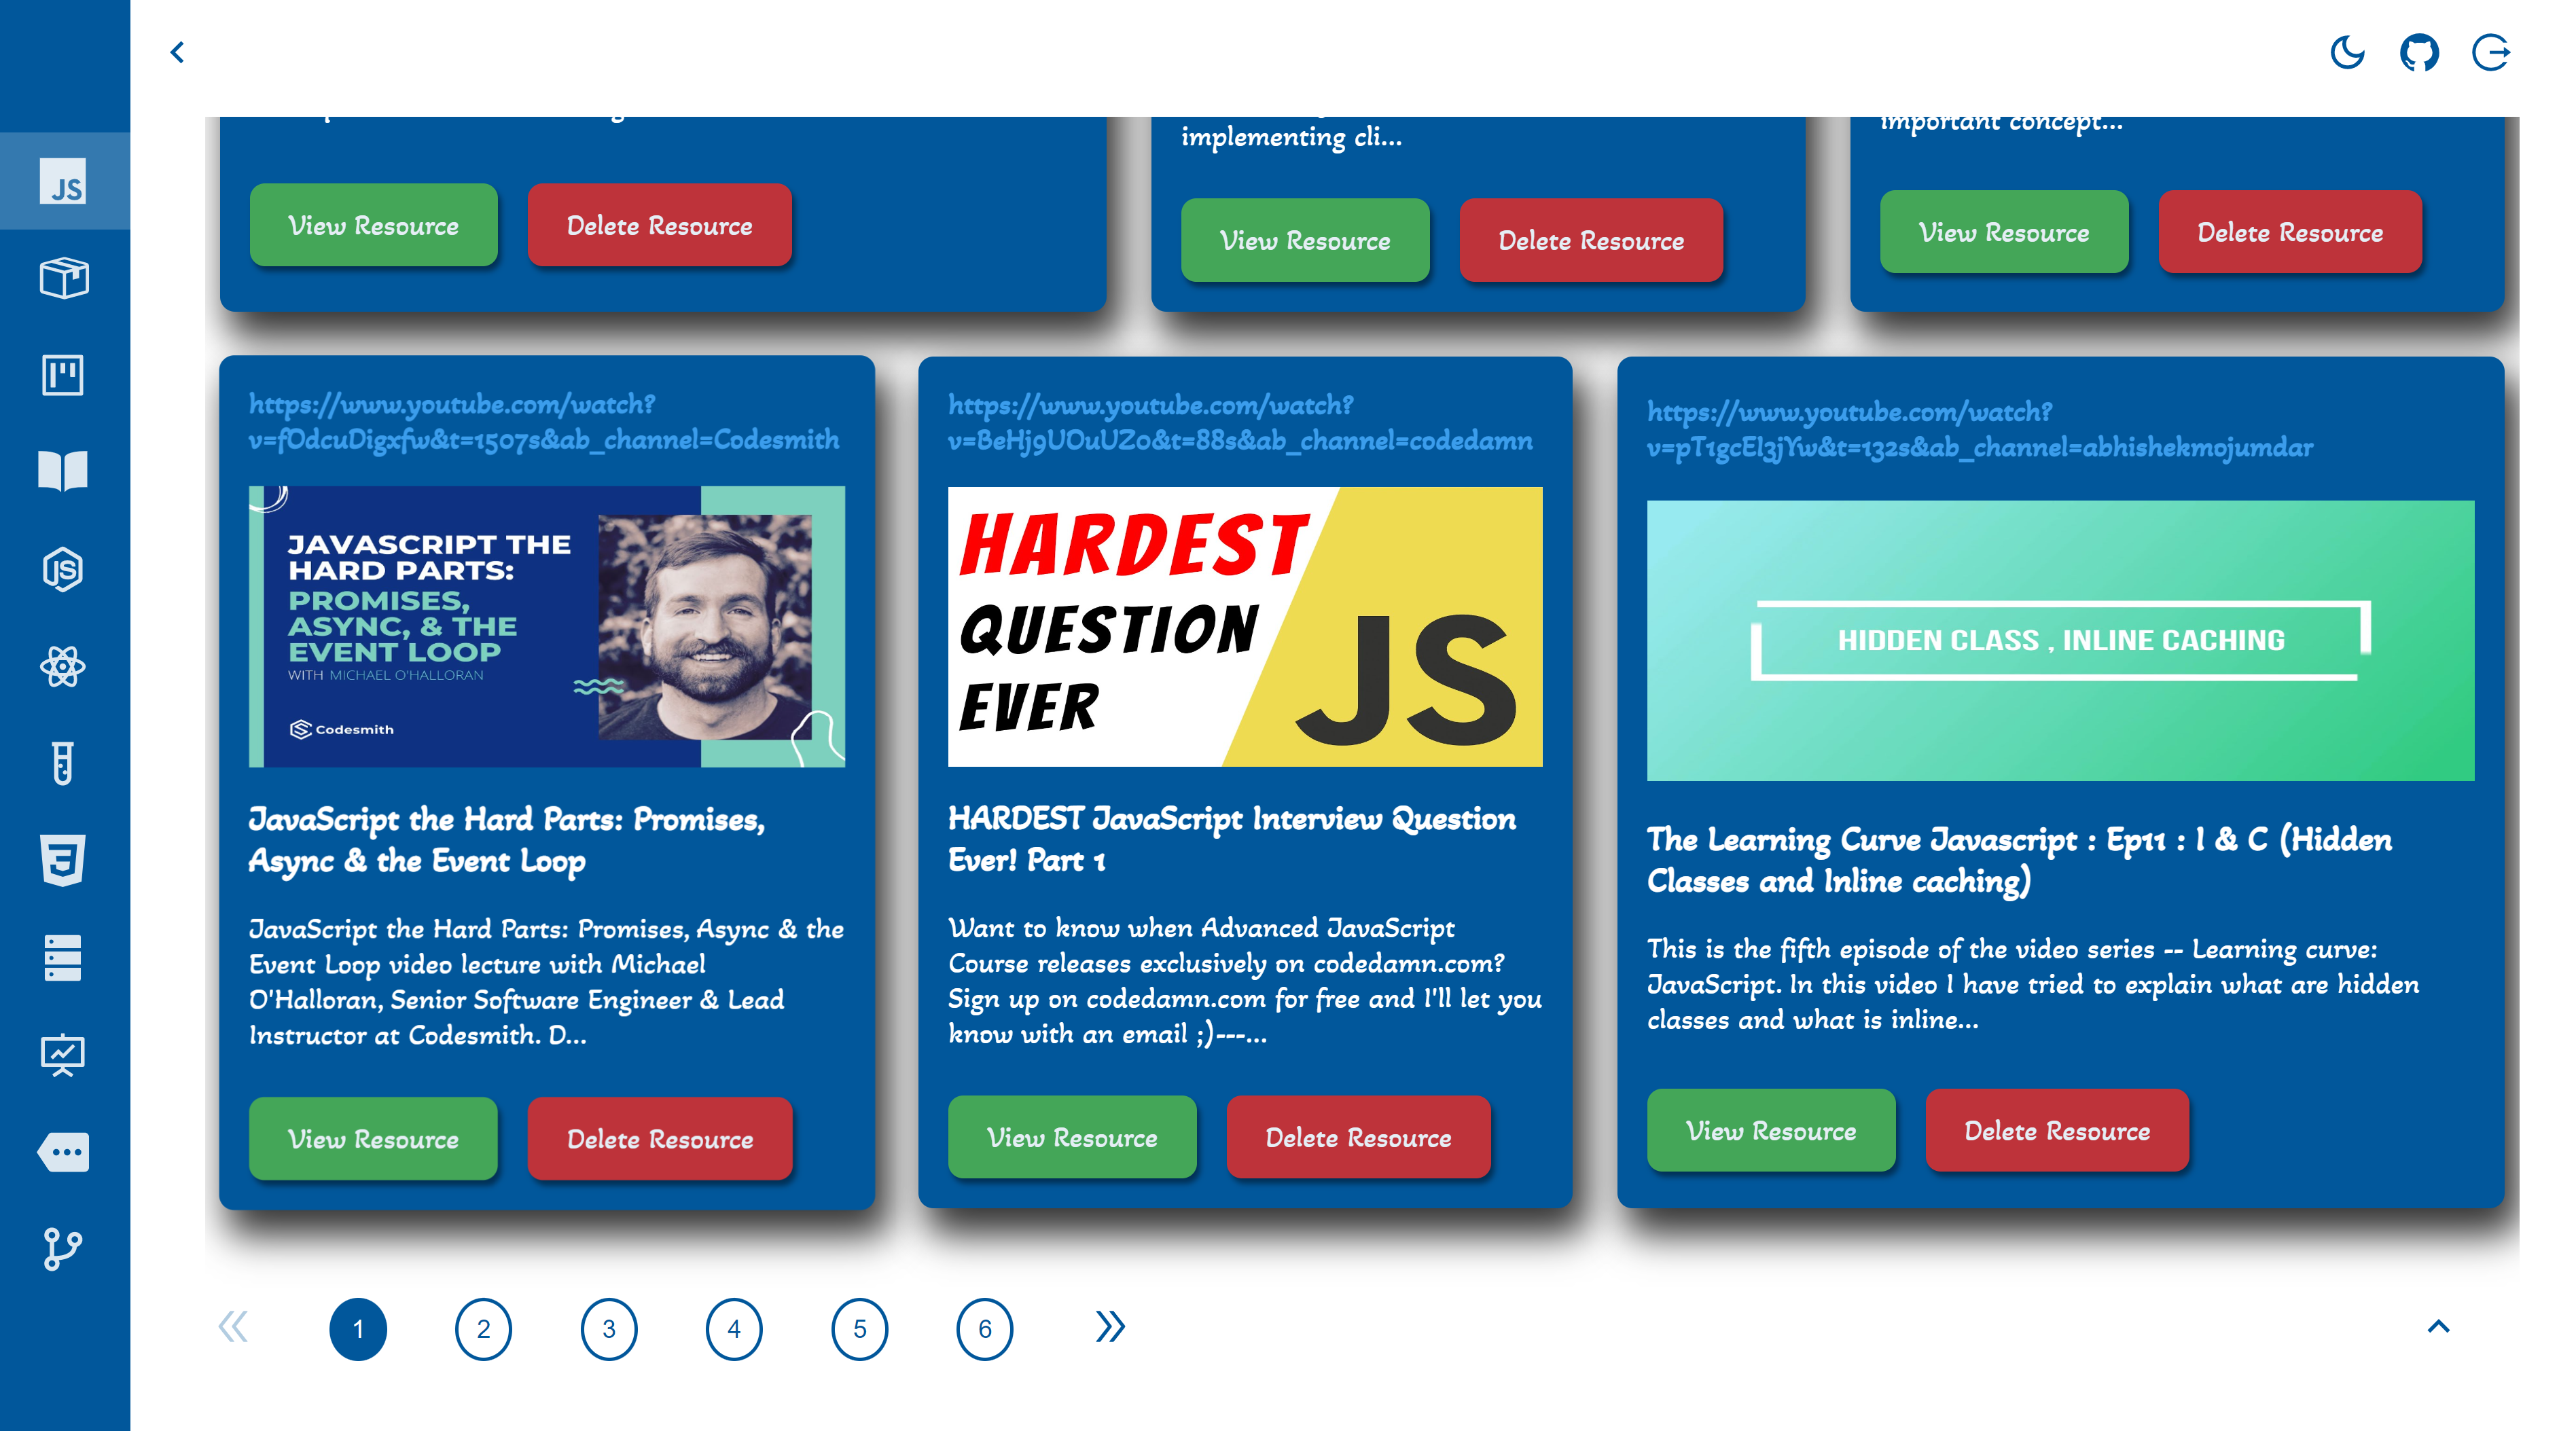 implementing cli...
important concept...
View Resource
Delete Resource
View Resource
Delete Resource
View Resource
Delete Resource
https://www.youtube.com/watch?
v=fOdcuDigxfw&t=1507s&ab_channel=Codesmith
JAVASCRIPT THE
HARD PARTS:
PROMISES,
ASYNC, & THE
EVENT LOOP
WITH MICHAEL O'HALLORAN
Codesmith
JavaScript the Hard Parts: Promises,
Async & the Event Loop
JavaScript the Hard Parts: Promises, Async & the
Event Loop video lecture with Michael
O'Halloran, Senior Software Engineer & Lead
Instructor at Codesmith. D...
View Resource
Delete Resource
https://www.youtube.com/watch?
v=BeHj9UOuUZo&t=88s&ab_channel=codedamn
HARDEST
QUESTION
EVER
JS
HARDEST JavaScript Interview Question
Ever! Part 1
Want to know when Advanced JavaScript
Course releases exclusively on codedamn.com?
Sign up on codedamn.com for free and I'll let you
know with an email ;)---...
View Resource
Delete Resource
https://www.youtube.com/watch?
v=pT1gcEl3jYw&t=132s&ab_channel=abhishekmojumdar
HIDDEN CLASS , INLINE CACHING
The Learning Curve Javascript : Ep11 : I & C (Hidden
Classes and Inline caching)
This is the fifth episode of the video series -- Learning curve:
JavaScript. In this video I have tried to explain what are hidden
classes and what is inline...
View Resource
Delete Resource
JS
JS
3
1
2
3
4
5
6